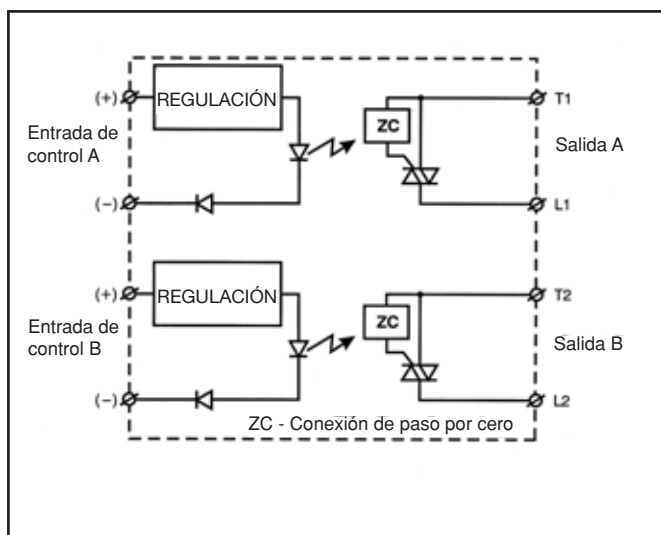 (+)
REGULACIÓN
T1
Entrada de
control A
ZC
Salida A
(−)
L1
(+)
REGULACIÓN
T2
Entrada de
control B
ZC
Salida B
(−)
L2
ZC - Conexión de paso por cero